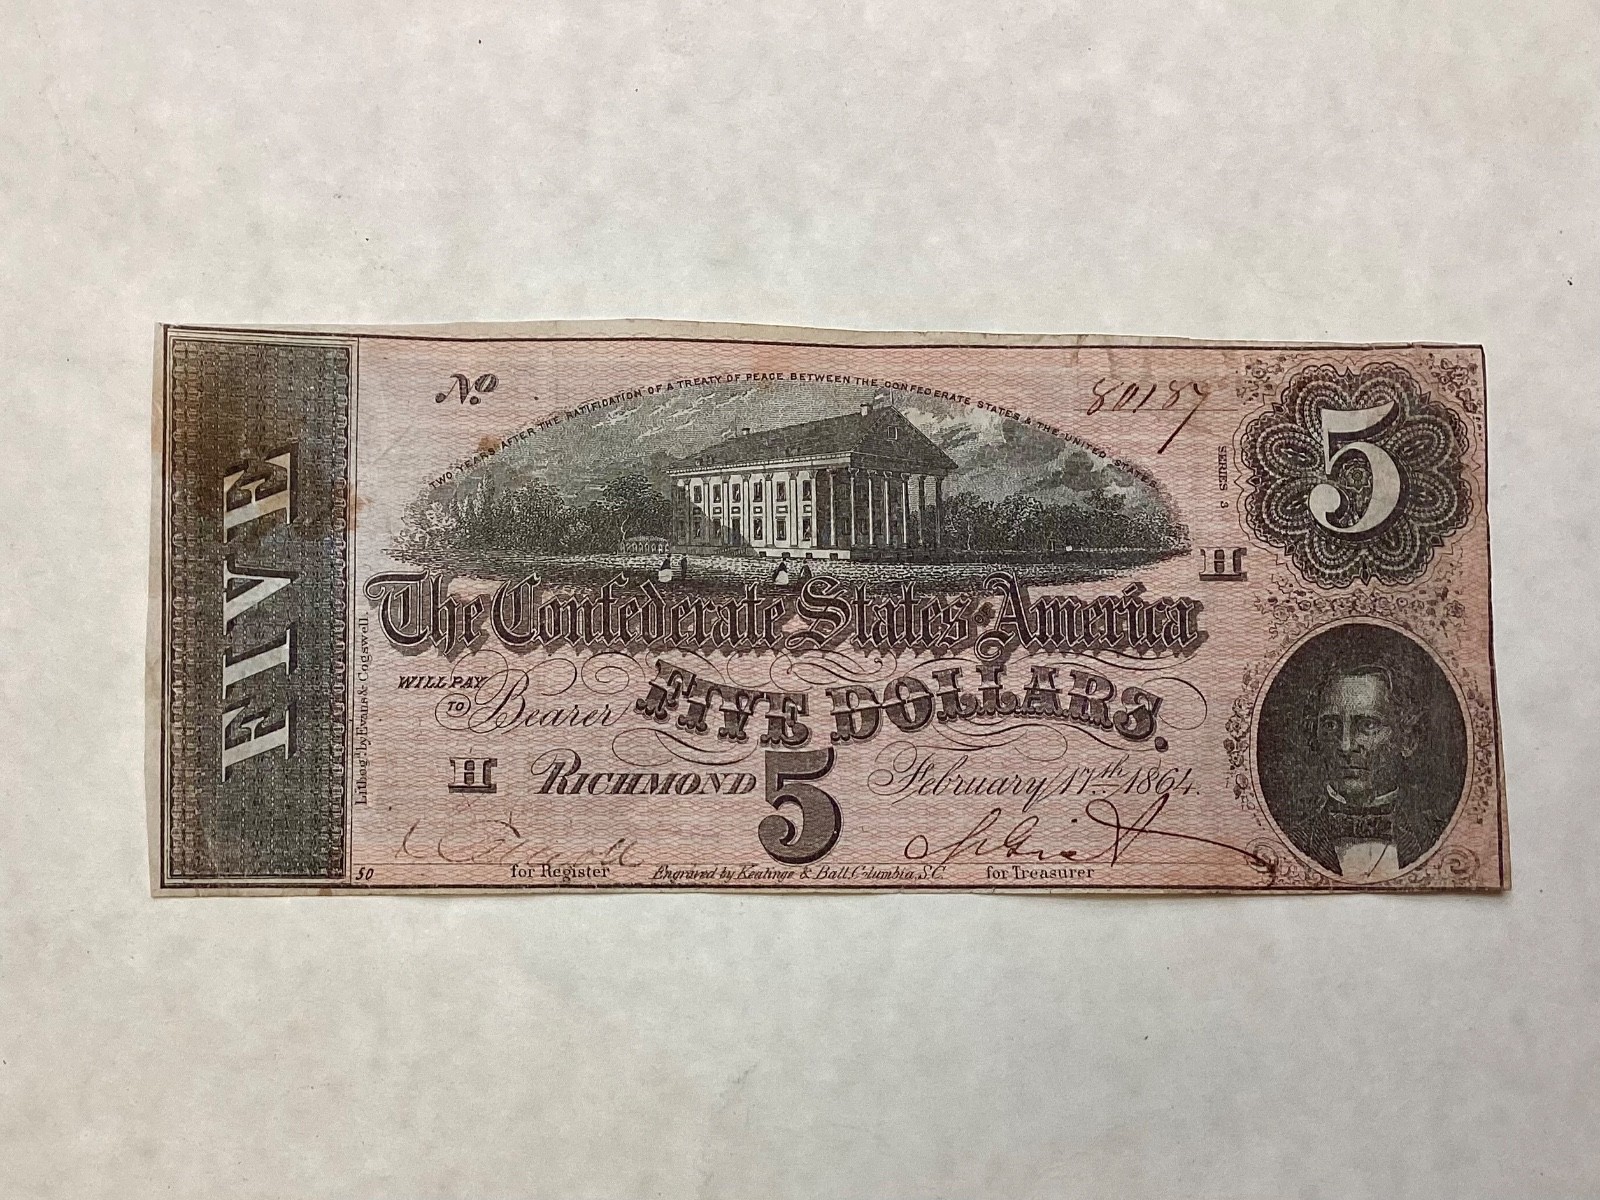 FIVE
Nº
80187
TWO YEARS AFTER THE RATIFICATION OF A TREATY OF PEACE BETWEEN THE CONFEDERATE STATES & THE UNITED STATES
SERIES 3
5
H
The Confederate States of America
WILL PAY
TO Bearer
FIVE DOLLARS.
H
RICHMOND
5
February 17th 1864.
Lithog'd by Evans & Cogswell.
50
for Register
Engraved by Keatinge & Ball, Columbia, S.C.
for Treasurer